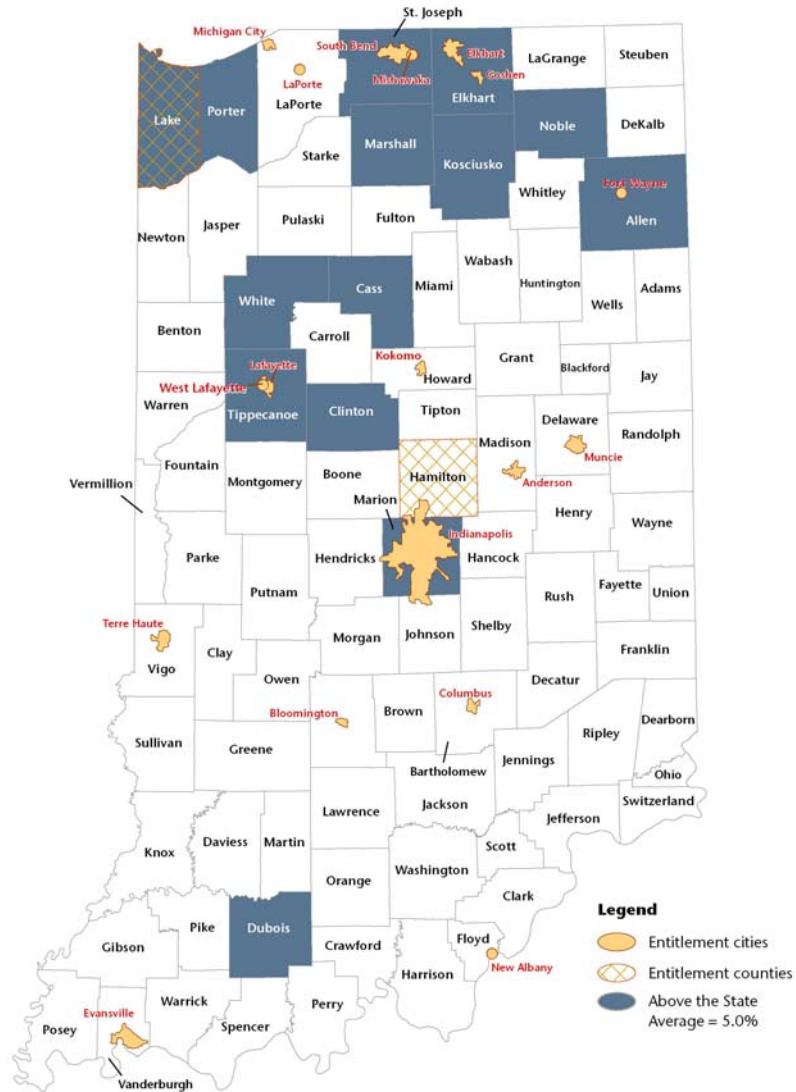 St. Joseph
Michigan City
South Bend
Elkhart
LaGrange
Steuben
Goshen
Mishawaka
LaPorte
LaPorte
Elkhart
Lake
Porter
Noble
DeKalb
Marshall
Starke
Kosciusko
Whitley
Fort Wayne
Allen
Newton
Jasper
Pulaski
Fulton
Wabash
Miami
Huntington
Adams
White
Cass
Wells
Benton
Carroll
Grant
Kokomo
Lafayette
Blackford
Howard
Jay
West Lafayette
Warren
Tippecanoe
Clinton
Tipton
Delaware
Randolph
Madison
Muncie
Fountain
Boone
Hamilton
Vermillion
Montgomery
Anderson
Marion
Henry
Wayne
Indianapolis
Parke
Hendricks
Hancock
Fayette
Union
Putnam
Rush
Terre Haute
Shelby
Morgan
Johnson
Clay
Franklin
Vigo
Owen
Decatur
Columbus
Brown
Bloomington
Dearborn
Ripley
Sullivan
Greene
Jennings
Bartholomew
Ohio
Switzerland
Jackson
Lawrence
Jefferson
Daviess
Martin
Scott
Knox
Washington
Orange
Clark
Legend
Pike
Dubois
Floyd
Entitlement cities
Gibson
Crawford
New Albany
Harrison
Entitlement counties
Warrick
Perry
Above the State
Average = 5.0%
Evansville
Posey
Spencer
Vanderburgh